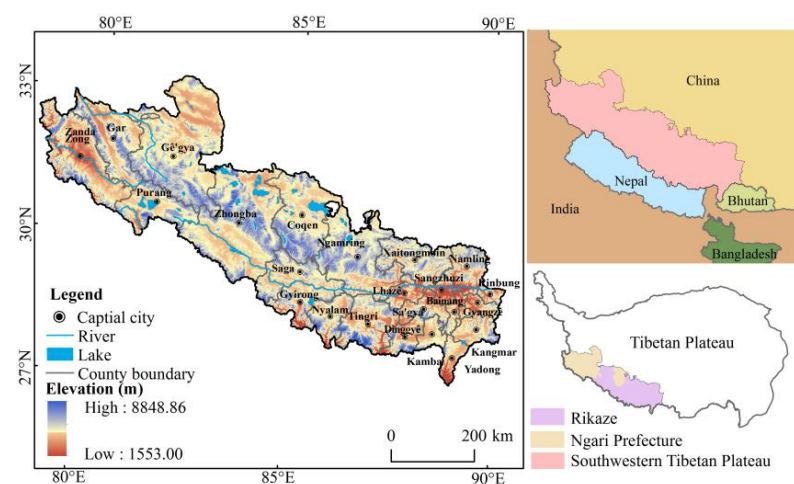 80°E
85°E
90°E
33°N
30°N
27°N
Zanda
Zong
Gar
Gê'gya
Purang
Zhongba
Coqen
Ngamring
Xaitongmoin
Namling
Saga
Sangzhuzi
Rinbung
Lhaze
Gyirong
Bainang
Nyalam
Tingri
Sa'gya
Gyangze
Dinggyê
Kangmar
Kamba
Yadong
Legend
Captial city
River
Lake
County boundary
Elevation (m)
High : 8848.86
Low : 1553.00
0 200 km
80°E
85°E
90°E
China
Nepal
Bhutan
India
Bangladesh
Tibetan Plateau
Rikaze
Ngari Prefecture
Southwestern Tibetan Plateau